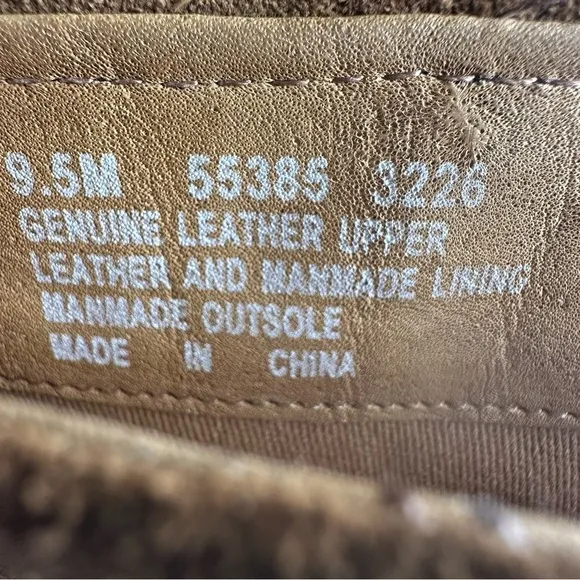 9.5M 55385 3226
GENUINE LEATHER UPPER
LEATHER AND MANMADE LINING
MANMADE OUTSOLE
MADE IN CHINA